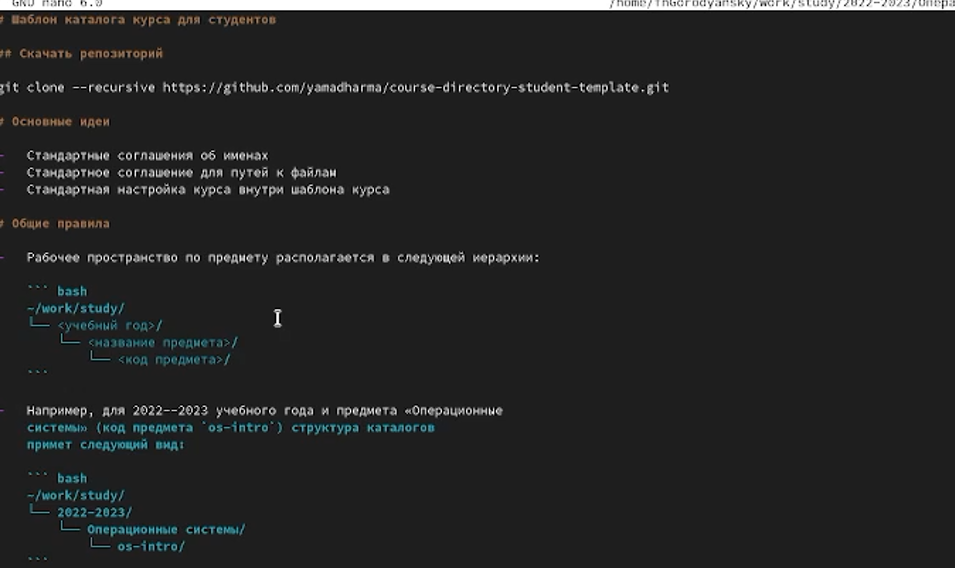 GNU nano 6.0 /home/fnGorodyansky/work/study/2022-2023/Опера
# Шаблон каталога курса для студентов
## Скачать репозиторий
git clone --recursive https://github.com/yamadharma/course-directory-student-template.git
# Основные идеи
- Стандартные соглашения об именах
- Стандартное соглашение для путей к файлам
- Стандартная настройка курса внутри шаблона курса
# Общие правила
- Рабочее пространство по предмету располагается в следующей иерархии:
``` bash
~/work/study/
└── <учебный год>/
└── <название предмета>/
└── <код предмета>/
```
- Например, для 2022--2023 учебного года и предмета «Операционные
системы» (код предмета `os-intro`) структура каталогов
примет следующий вид:
``` bash
~/work/study/
└── 2022-2023/
└── Операционные системы/
└── os-intro/
```